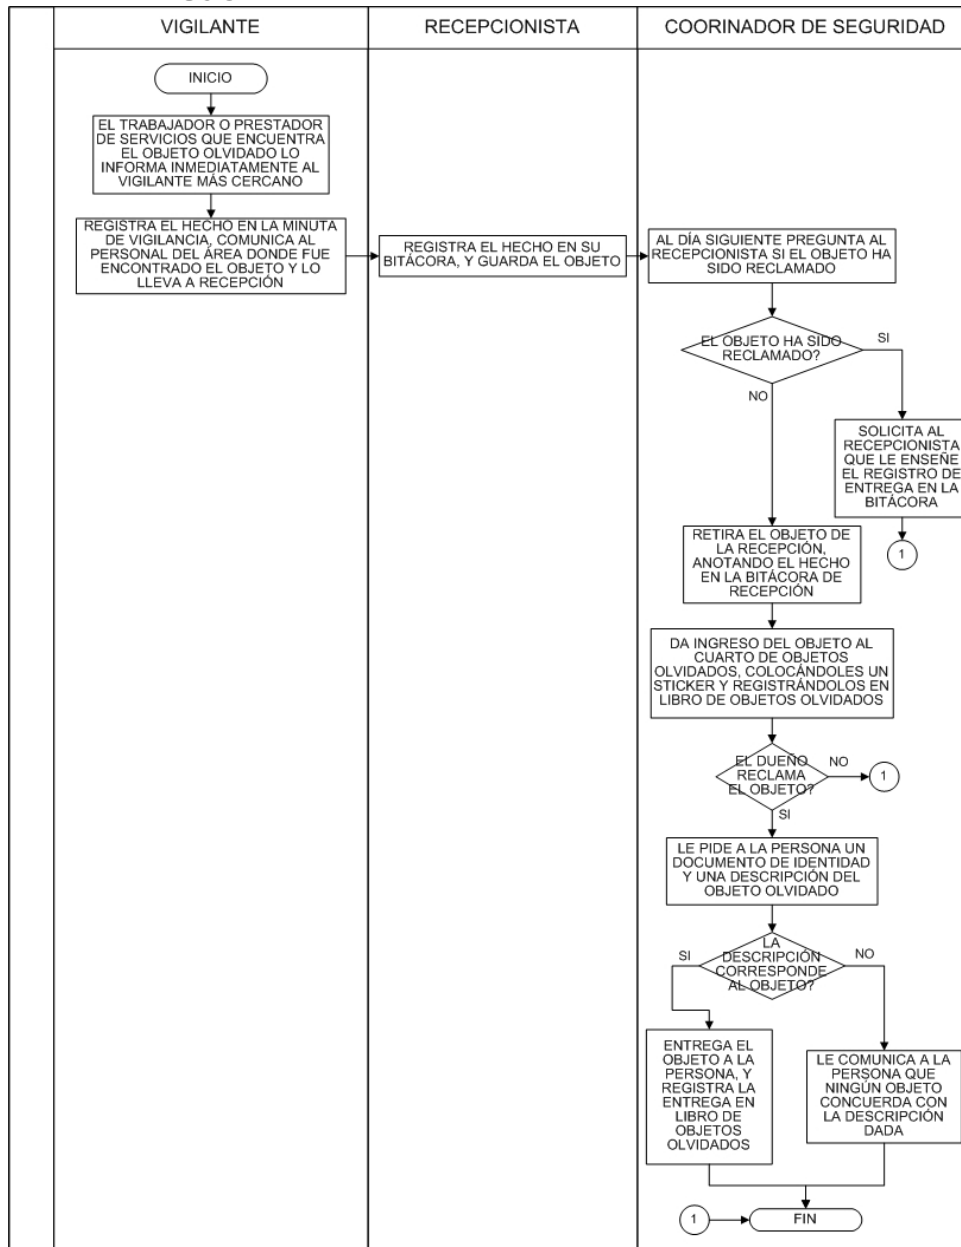 VIGILANTE
RECEPCIONISTA
COORINADOR DE SEGURIDAD
INICIO
EL TRABAJADOR O PRESTADOR
DE SERVICIOS QUE ENCUENTRA
EL OBJETO OLVIDADO LO
INFORMA INMEDIATAMENTE AL
VIGILANTE MÁS CERCANO
REGISTRA EL HECHO EN LA MINUTA
DE VIGILANCIA, COMUNICA AL
PERSONAL DEL ÁREA DONDE FUE
ENCONTRADO EL OBJETO Y LO
LLEVA A RECEPCIÓN
REGISTRA EL HECHO EN SU
BITÁCORA, Y GUARDA EL OBJETO
AL DÍA SIGUIENTE PREGUNTA AL
RECEPCIONISTA SI EL OBJETO HA
SIDO RECLAMADO
EL OBJETO HA SIDO
RECLAMADO?
SI
NO
SOLICITA AL
RECEPCIONISTA
QUE LE ENSEÑE
EL REGISTRO DE
ENTREGA EN LA
BITÁCORA
1
RETIRA EL OBJETO DE
LA RECEPCIÓN,
ANOTANDO EL HECHO
EN LA BITÁCORA DE
RECEPCIÓN
DA INGRESO DEL OBJETO AL
CUARTO DE OBJETOS
OLVIDADOS, COLOCÁNDOLES UN
STICKER Y REGISTRÁNDOLOS EN
LIBRO DE OBJETOS OLVIDADOS
EL DUEÑO
RECLAMA
EL OBJETO?
NO
1
SI
LE PIDE A LA PERSONA UN
DOCUMENTO DE IDENTIDAD
Y UNA DESCRIPCIÓN DEL
OBJETO OLVIDADO
LA
DESCRIPCIÓN
CORRESPONDE
AL OBJETO?
SI
NO
ENTREGA EL
OBJETO A LA
PERSONA, Y
REGISTRA LA
ENTREGA EN
LIBRO DE
OBJETOS
OLVIDADOS
LE COMUNICA A LA
PERSONA QUE
NINGÚN OBJETO
CONCUERDA CON
LA DESCRIPCIÓN
DADA
1
FIN